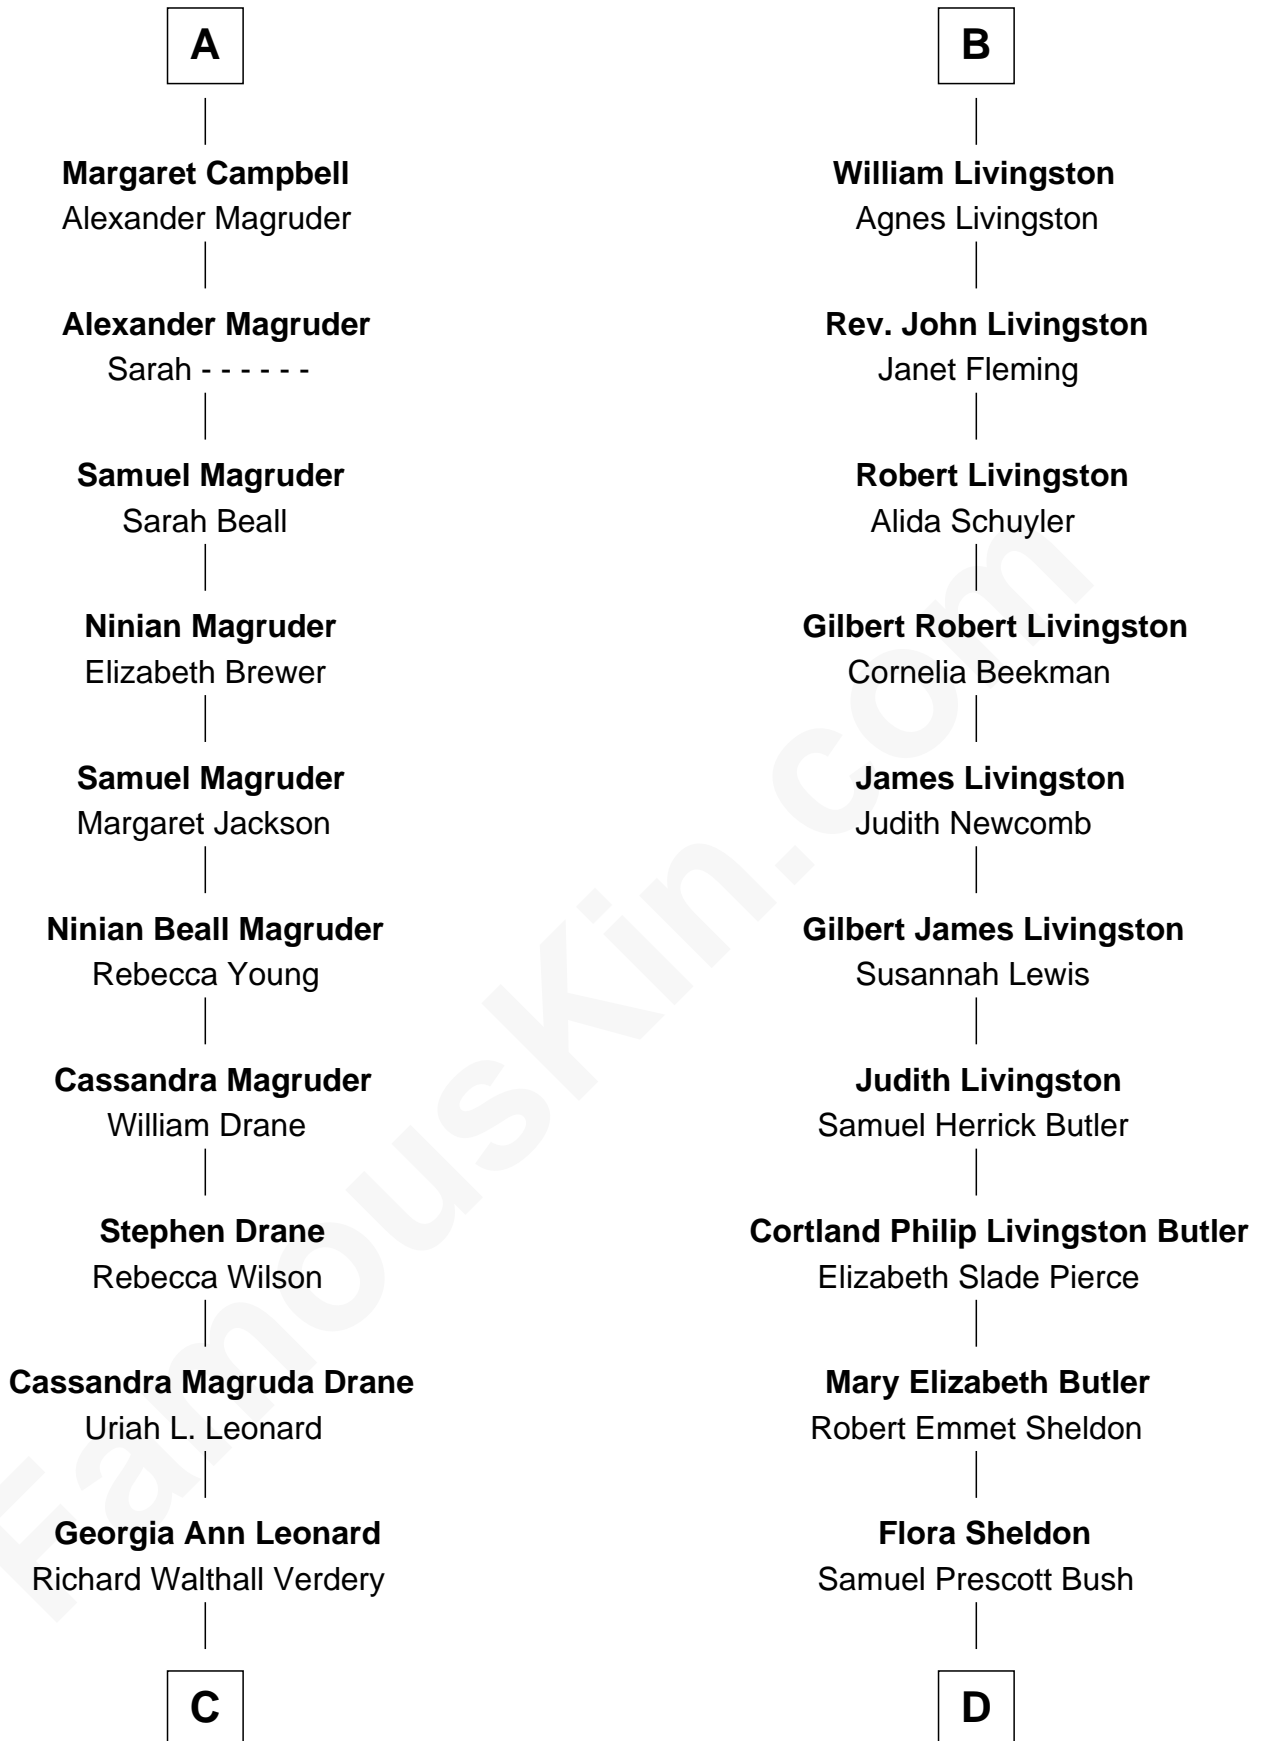 A
Margaret Campbell
Alexander Magruder
Alexander Magruder
Sarah - - - - - -
Samuel Magruder
Sarah Beall
Ninian Magruder
Elizabeth Brewer
Samuel Magruder
Margaret Jackson
Ninian Beall Magruder
Rebecca Young
Cassandra Magruder
William Drane
Stephen Drane
Rebecca Wilson
Cassandra Magruda Drane
Uriah L. Leonard
Georgia Ann Leonard
Richard Walthall Verdery
C
B
William Livingston
Agnes Livingston
Rev. John Livingston
Janet Fleming
Robert Livingston
Alida Schuyler
Gilbert Robert Livingston
Cornelia Beekman
James Livingston
Judith Newcomb
Gilbert James Livingston
Susannah Lewis
Judith Livingston
Samuel Herrick Butler
Cortland Philip Livingston Butler
Elizabeth Slade Pierce
Mary Elizabeth Butler
Robert Emmet Sheldon
Flora Sheldon
Samuel Prescott Bush
D
FamousKin.com